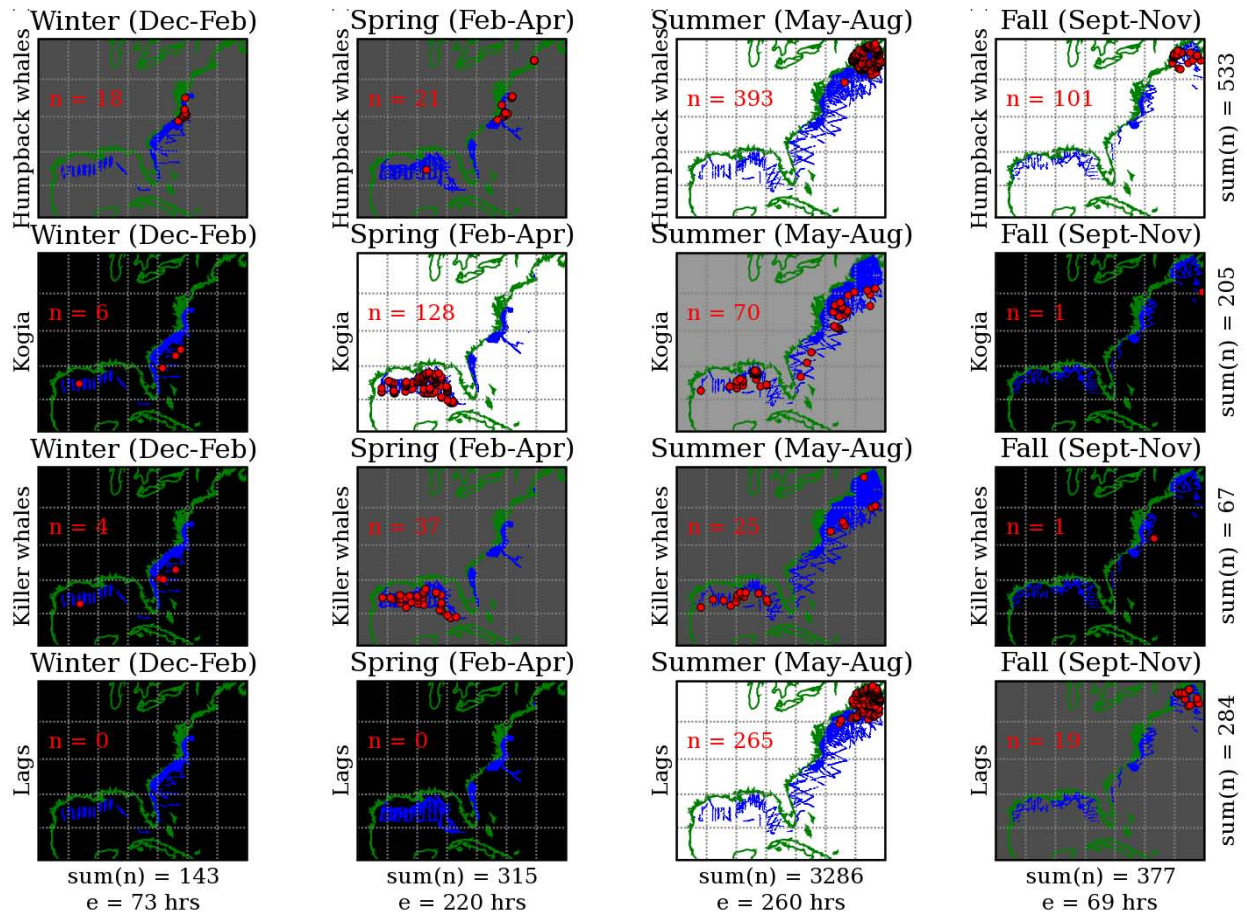 Winter (Dec-Feb) Spring (Feb-Apr) Summer (May-Aug) Fall (Sept-Nov)
Humpback whales n = 18 Humpback whales n = 21 Humpback whales n = 393 Humpback whales n = 101 sum(n) = 533
Winter (Dec-Feb) Spring (Feb-Apr) Summer (May-Aug) Fall (Sept-Nov)
Kogia n = 6 Kogia n = 128 Kogia n = 70 Kogia n = 1 sum(n) = 205
Winter (Dec-Feb) Spring (Feb-Apr) Summer (May-Aug) Fall (Sept-Nov)
Killer whales n = 4 Killer whales n = 37 Killer whales n = 25 Killer whales n = 1 sum(n) = 67
Winter (Dec-Feb) Spring (Feb-Apr) Summer (May-Aug) Fall (Sept-Nov)
Lags n = 0 Lags n = 0 Lags n = 265 Lags n = 19 sum(n) = 284
sum(n) = 143 sum(n) = 315 sum(n) = 3286 sum(n) = 377
e = 73 hrs e = 220 hrs e = 260 hrs e = 69 hrs